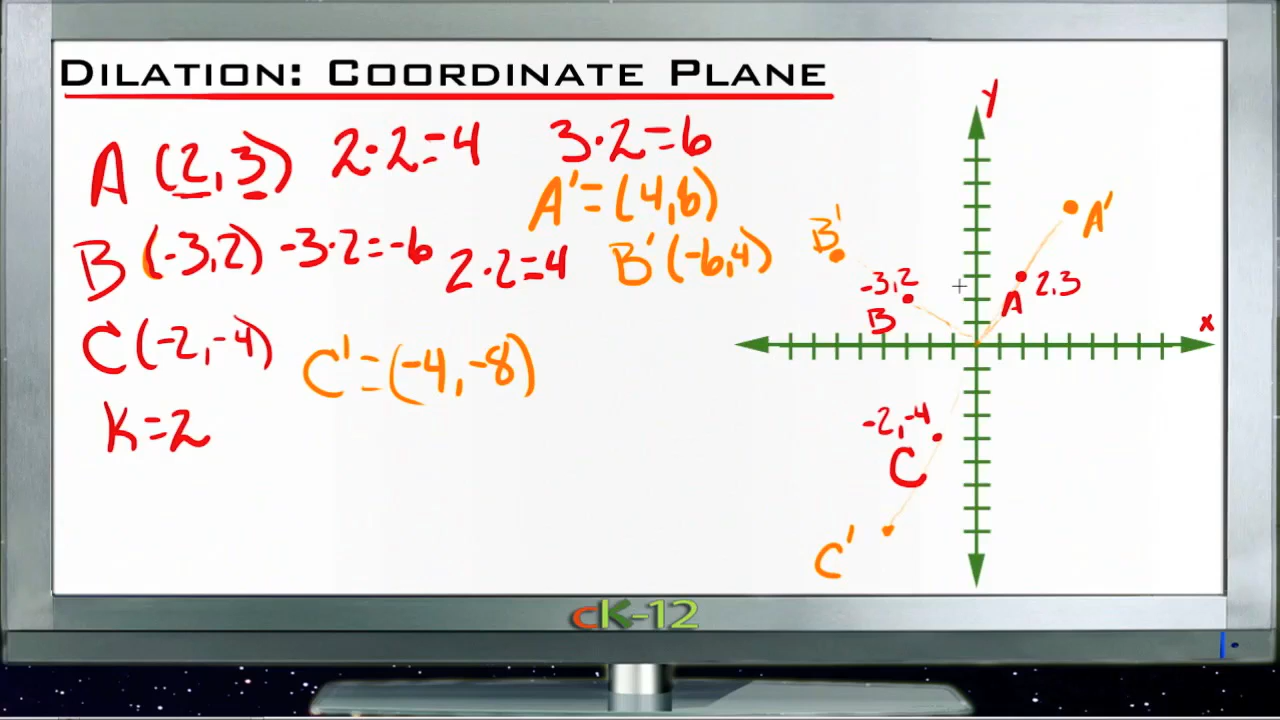 DILATION: COORDINATE PLANE
A (2,3) 2·2=4 3·2=6
A'=(4,6)
B (-3,2) -3·2=-6 2·2=4 B'(-6,4)
C (-2,-4) C'=(-4,-8)
K=2
y
A'
B'
-3,2
B
A 2,3
x
-2,-4
C
C'
cK-12